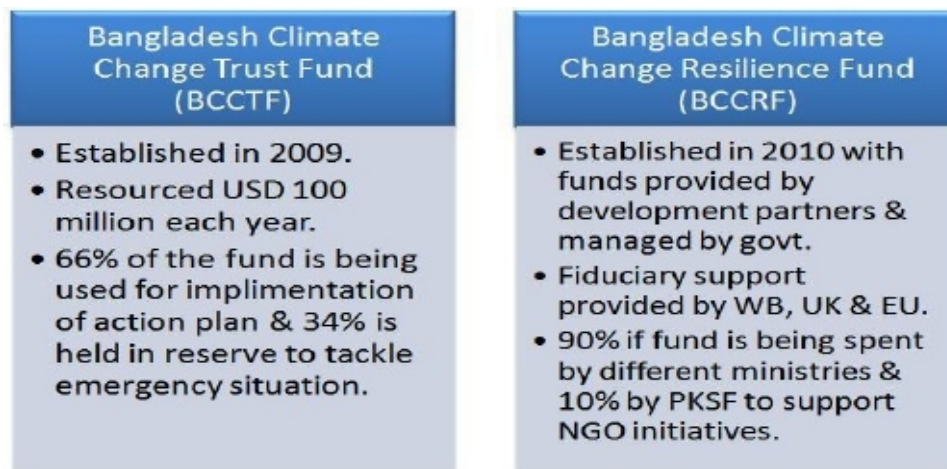 Bangladesh Climate
Change Trust Fund
(BCCTF)
• Established in 2009.
• Resourced USD 100
million each year.
• 66% of the fund is being
used for implimentation
of action plan & 34% is
held in reserve to tackle
emergency situation.
Bangladesh Climate
Change Resilience Fund
(BCCRF)
• Established in 2010 with
funds provided by
development partners &
managed by govt.
• Fiduciary support
provided by WB, UK & EU.
• 90% if fund is being spent
by different ministries &
10% by PKSF to support
NGO initiatives.